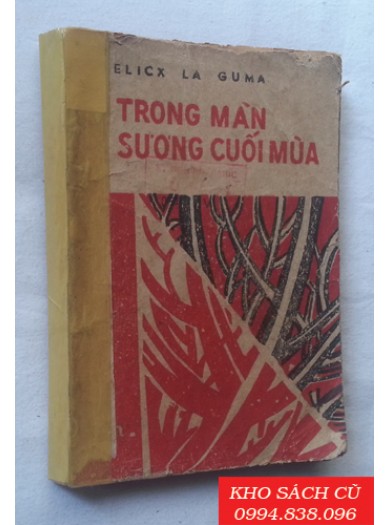 ELICX LA GUMA
TRONG MÀN
SƯƠNG CUỐI MÙA
KHO SÁCH CŨ
0994.838.096